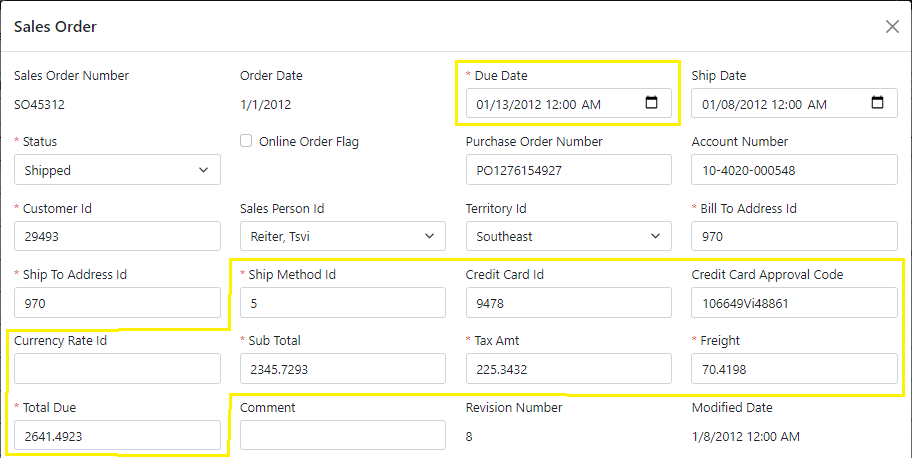 Sales Order
Sales Order Number Order Date * Due Date Ship Date
SO45312 1/1/2012 01/13/2012 12:00 AM 01/08/2012 12:00 AM
* Status Online Order Flag Purchase Order Number Account Number
Shipped PO1276154927 10-4020-000548
* Customer Id Sales Person Id Territory Id * Bill To Address Id
29493 Reiter, Tsvi Southeast 970
* Ship To Address Id * Ship Method Id Credit Card Id Credit Card Approval Code
970 5 9478 106649Vi48861
Currency Rate Id * Sub Total * Tax Amt * Freight
2345.7293 225.3432 70.4198
* Total Due Comment Revision Number Modified Date
2641.4923 8 1/8/2012 12:00 AM